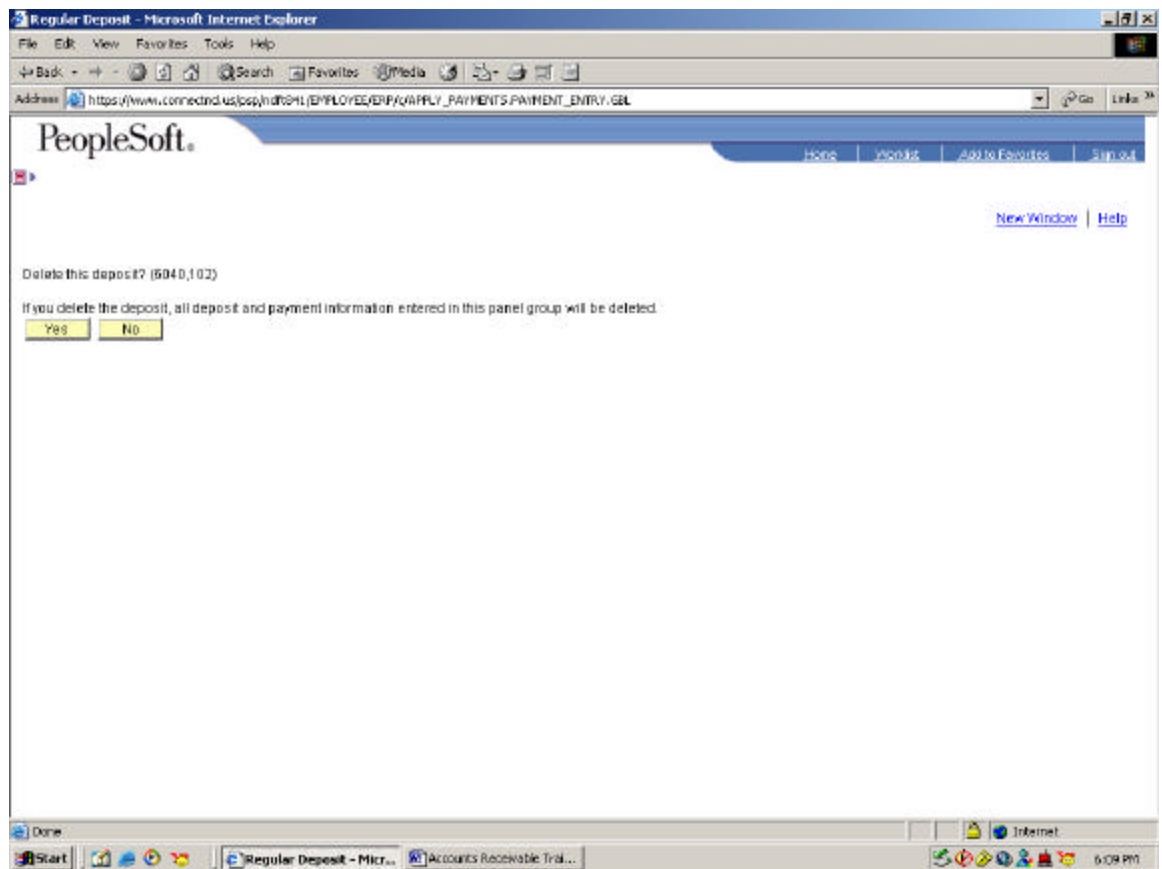 Regular Deposit - Microsoft Internet Explorer
File Edit View Favorites Tools Help
Back Search Favorites Media
Address https://www.connectnd.us/psp/ndft841/EMPLOYEE/ERP/c/APPLY_PAYMENTS.PAYMENT_ENTRY.GBL Go Links »
PeopleSoft.
Home Worklist Add to Favorites Sign out
New Window Help
Delete this deposit? (6040,102)
If you delete the deposit, all deposit and payment information entered in this panel group will be deleted.
Yes No
Done Internet
Start Regular Deposit - Micr... Accounts Receivable Trai... 6:09 PM